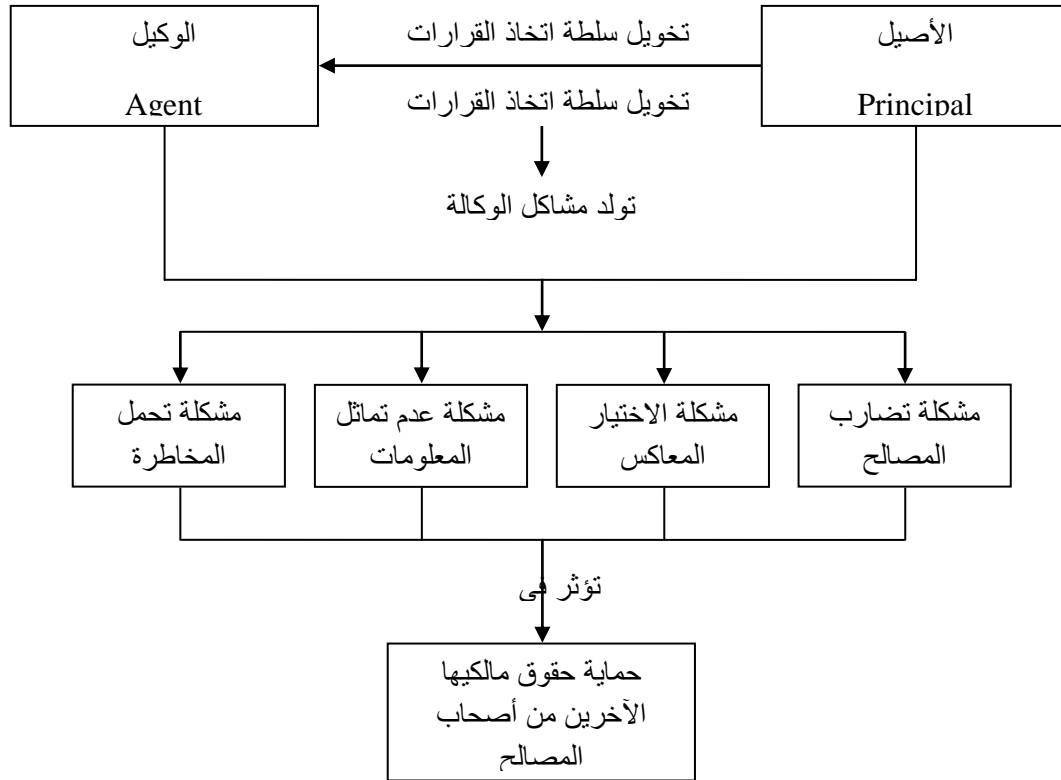 الأصيل
Principal
تخويل سلطة اتخاذ القرارات
تخويل سلطة اتخاذ القرارات
الوكيل
Agent
تولد مشاكل الوكالة
مشكلة تضارب
المصالح
مشكلة الاختيار
المعاكس
مشكلة عدم تماثل
المعلومات
مشكلة تحمل
المخاطرة
تؤثر في
حماية حقوق مالكيها
الآخرين من أصحاب
المصالح